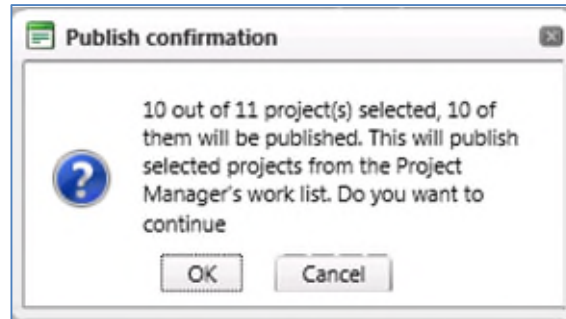 Publish confirmation
10 out of 11 project(s) selected, 10 of
them will be published. This will publish
selected projects from the Project
Manager's work list. Do you want to
continue
OK Cancel